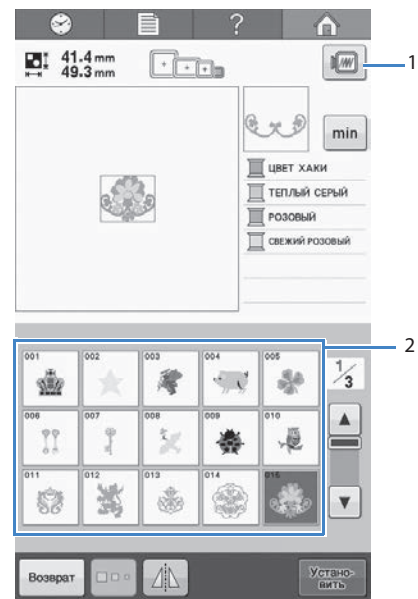 ?
41.4 mm
49.3 mm
1
min
ЦВЕТ ХАКИ
ТЕПЛЫЙ СЕРЫЙ
РОЗОВЫЙ
СВЕЖИЙ РОЗОВЫЙ
2
001 002 003 004 005
1/3
006 007 008 009 010
011 012 013 014 015
Возврат
Устано-
вить